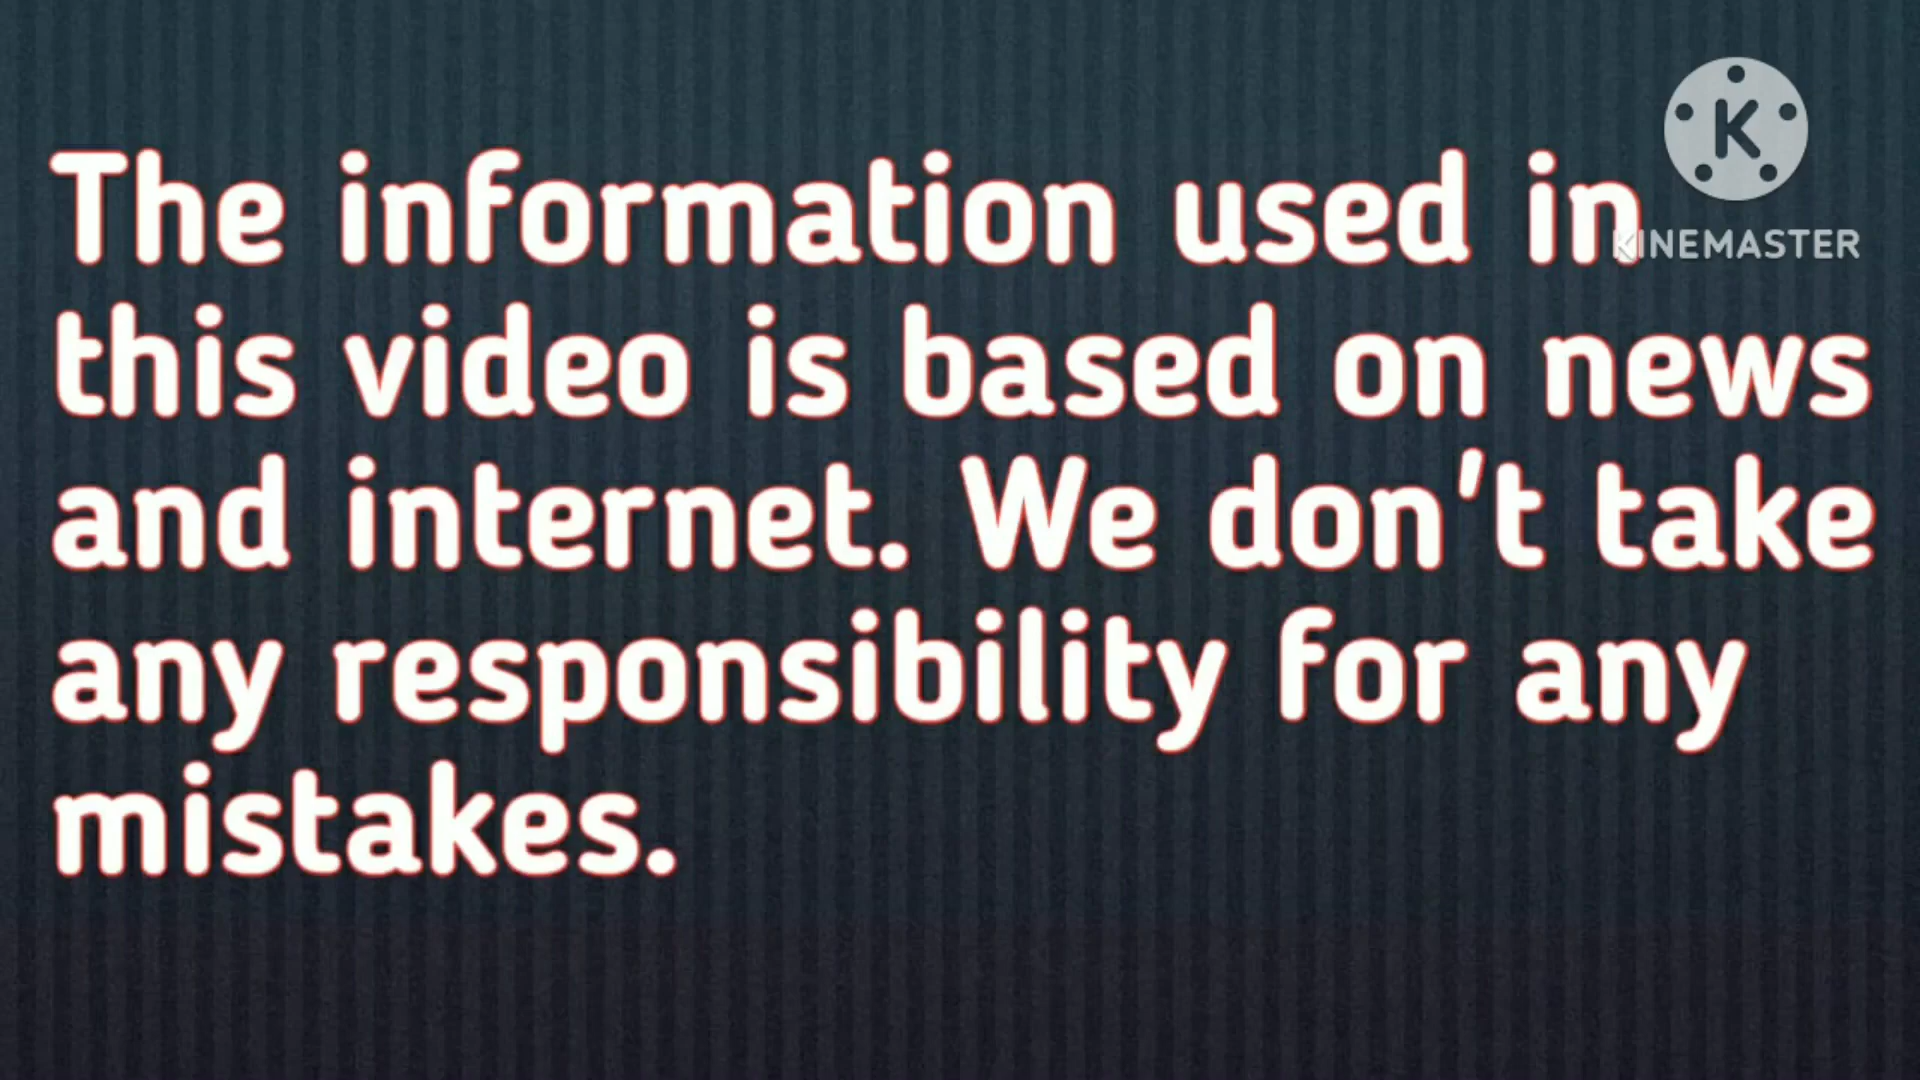 The information used in
this video is based on news
and internet. We don't take
any responsibility for any
mistakes.
K
KINEMASTER